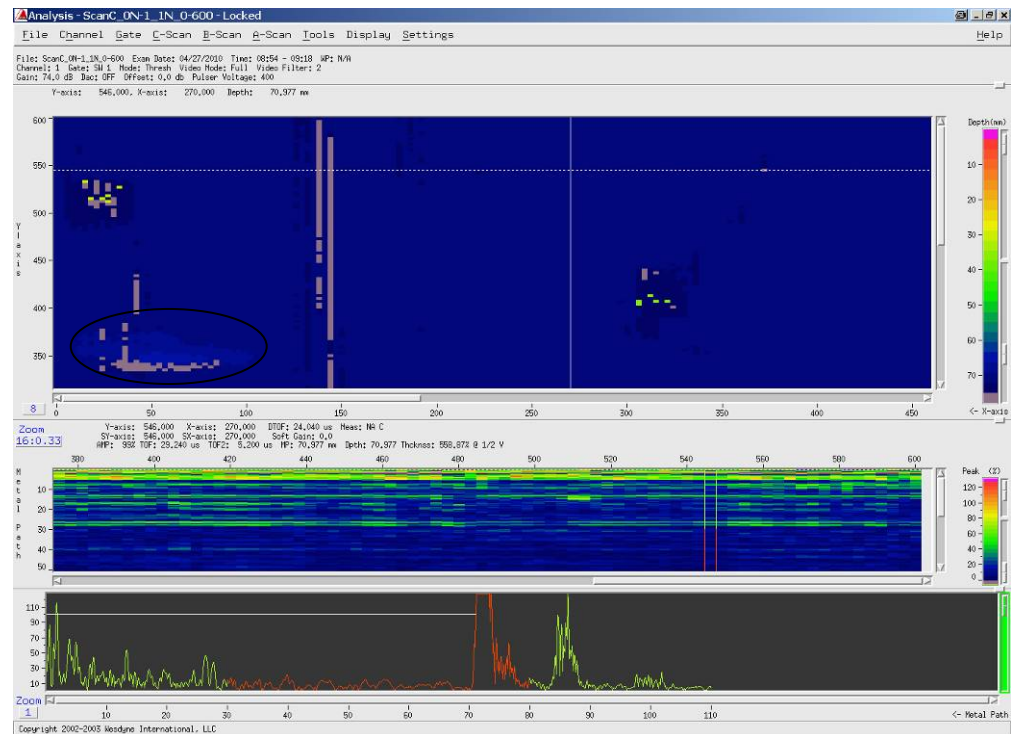 Analysis - ScanC_0N-1_1N_0-600 - Locked
File Channel Gate C-Scan B-Scan A-Scan Tools Display Settings Help
File: ScanC_0N-1_1N_0-600 Exam Date: 04/27/2010 Time: 08:54 - 09:18 WP: N/A
Channel: 1 Gate: SW 1 Mode: Thresh Video Mode: Full Video Filter: 2
Gain: 74.0 dB Dac: OFF Offset: 0.0 db Pulser Voltage: 400
Y-axis: 546.000, X-axis: 270.000 Depth: 70.977 mm
Depth(mm)
600
550
500
450
400
350
Y-axis
10
20
30
40
50
60
70
8
0 50 100 150 200 250 300 350 400 450
<- X-axis
Zoom
16:0.33
Y-axis: 546.000 X-axis: 270.000 DTOF: 24.040 us Meas: NA C
SY-axis: 546.000 SX-axis: 270.000 Soft Gain: 0.0
AMP: 99% TOF: 29.240 us TOF2: 5.200 us MP: 70.977 mm Dpth: 70.977 Thcknss: 558.87% @ 1/2 V
380 400 420 440 460 480 500 520 540 560 580 600
Metal Path
10
20
30
40
50
Peak (%)
120
100
80
60
40
20
0
110
90
70
50
30
10
Zoom
1
10 20 30 40 50 60 70 80 90 100 110
<- Metal Path
Copyright 2002-2003 Wesdyne International, LLC